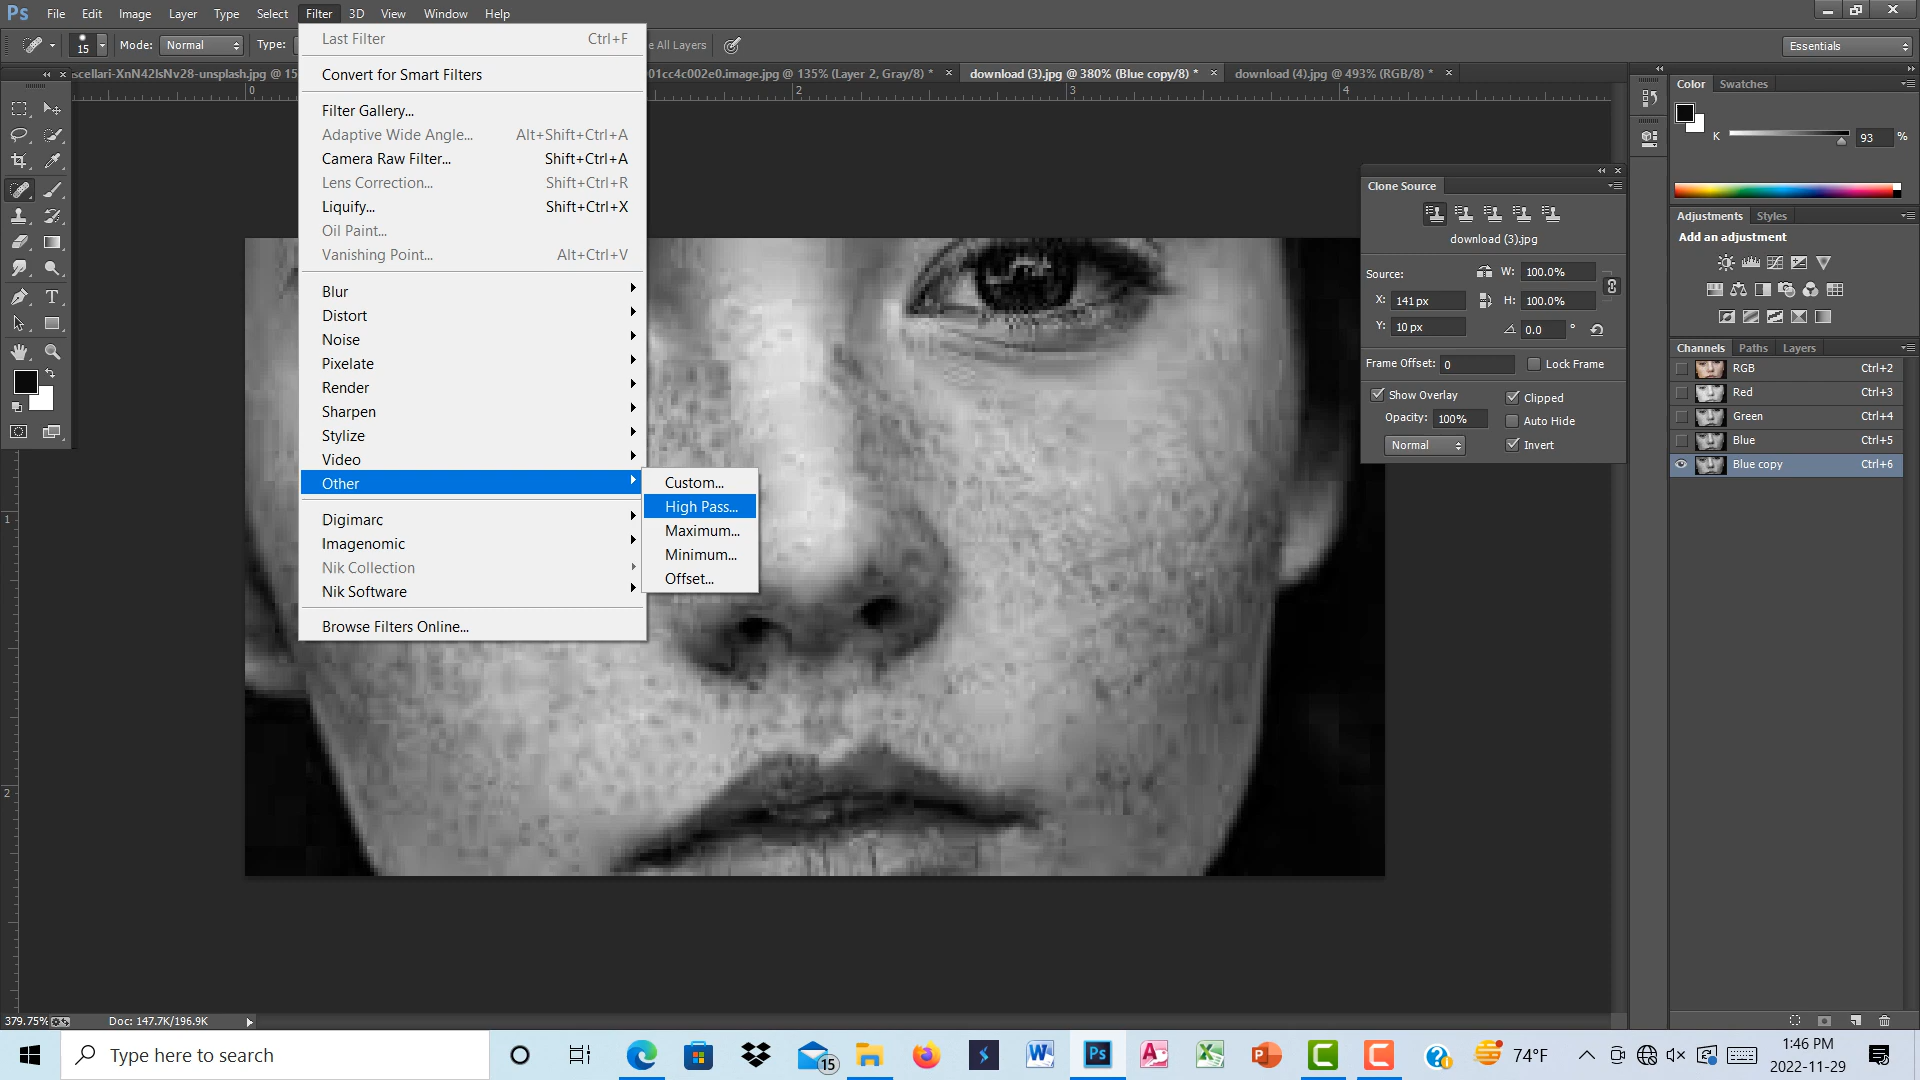 Ps File Edit Image Layer Type Select Filter 3D View Window Help
15 Mode: Normal Type: e All Layers Essentials
scellari-XnN42lsNv28-unsplash.jpg @ 15 01cc4c002e0.image.jpg @ 135% (Layer 2, Gray/8) * download (3).jpg @ 380% (Blue copy/8) * download (4).jpg @ 493% (RGB/8) *
0 2 3 4
1
2
Last Filter Ctrl+F
Convert for Smart Filters
Filter Gallery...
Adaptive Wide Angle... Alt+Shift+Ctrl+A
Camera Raw Filter... Shift+Ctrl+A
Lens Correction... Shift+Ctrl+R
Liquify... Shift+Ctrl+X
Oil Paint...
Vanishing Point... Alt+Ctrl+V
Blur
Distort
Noise
Pixelate
Render
Sharpen
Stylize
Video
Other
Digimarc
Imagenomic
Nik Collection
Nik Software
Browse Filters Online...
Custom...
High Pass...
Maximum...
Minimum...
Offset...
Clone Source
download (3).jpg
Source: W: 100.0%
X: 141 px H: 100.0%
Y: 10 px 0.0 °
Frame Offset: 0 Lock Frame
Show Overlay Clipped
Opacity: 100% Auto Hide
Normal Invert
Color Swatches
K 93 %
Adjustments Styles
Add an adjustment
Channels Paths Layers
RGB Ctrl+2
Red Ctrl+3
Green Ctrl+4
Blue Ctrl+5
Blue copy Ctrl+6
379.75% Doc: 147.7K/196.9K
Type here to search 15 Ps 74°F 1:46 PM
2022-11-29